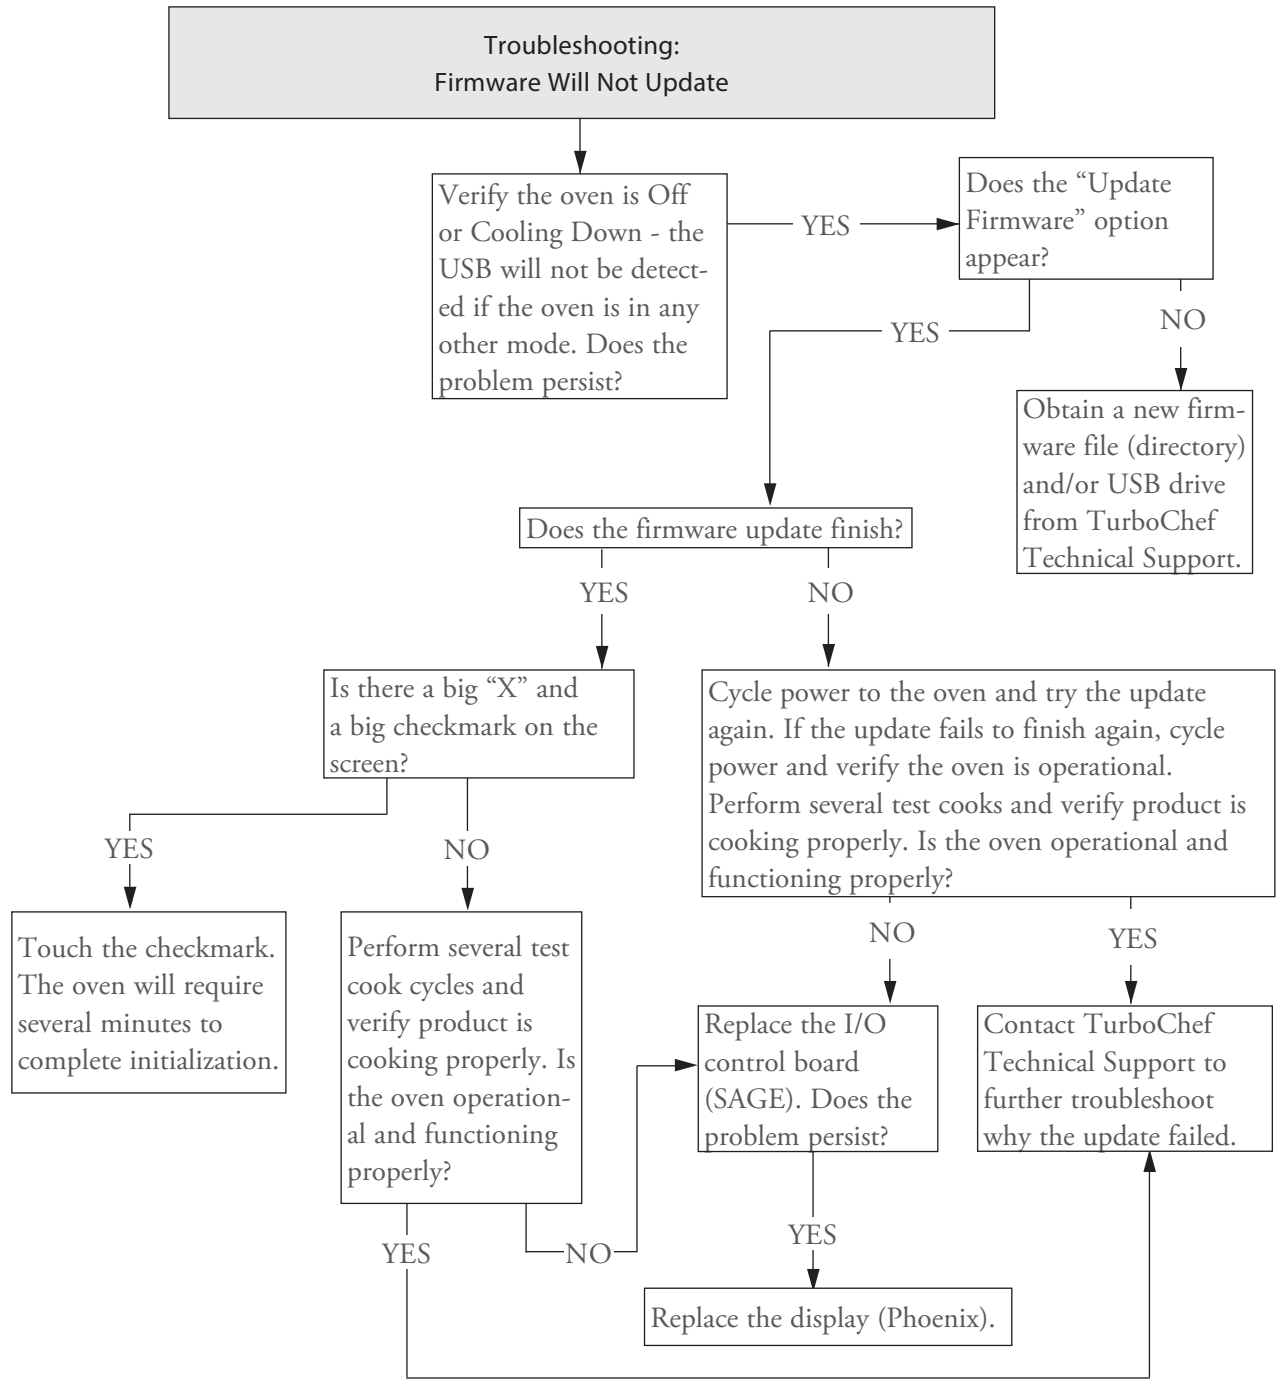 Troubleshooting:
Firmware Will Not Update
Verify the oven is Off
or Cooling Down - the
USB will not be detect-
ed if the oven is in any
other mode. Does the
problem persist?
YES
Does the “Update
Firmware” option
appear?
YES
NO
Obtain a new firm-
ware file (directory)
and/or USB drive
from TurboChef
Technical Support.
Does the firmware update finish?
YES
NO
Is there a big “X” and
a big checkmark on the
screen?
Cycle power to the oven and try the update
again. If the update fails to finish again, cycle
power and verify the oven is operational.
Perform several test cooks and verify product is
cooking properly. Is the oven operational and
functioning properly?
YES
NO
NO
YES
Touch the checkmark.
The oven will require
several minutes to
complete initialization.
Perform several test
cook cycles and
verify product is
cooking properly. Is
the oven operation-
al and functioning
properly?
Replace the I/O
control board
(SAGE). Does the
problem persist?
Contact TurboChef
Technical Support to
further troubleshoot
why the update failed.
YES
NO
YES
Replace the display (Phoenix).